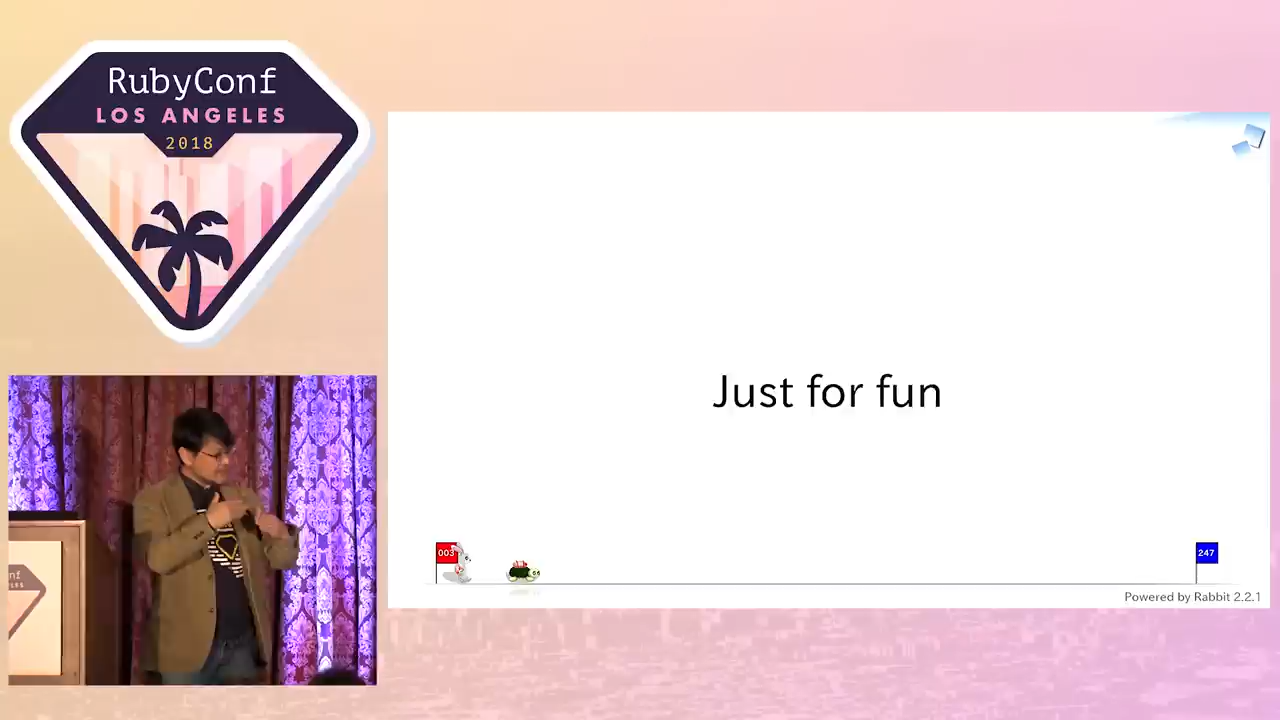 RubyConf
LOS ANGELES
2018
Just for fun
003
247
Powered by Rabbit 2.2.1